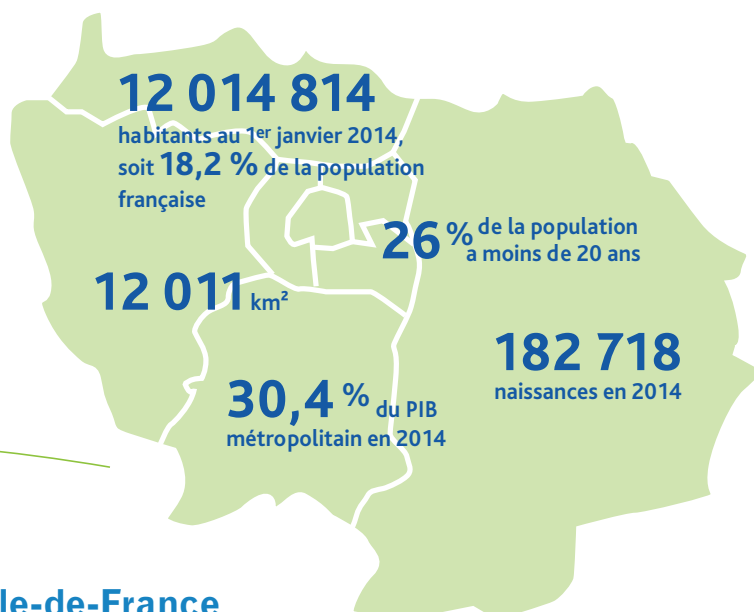 12 014 814
habitants au 1er janvier 2014,
soit 18,2 % de la population
française
26 % de la population
a moins de 20 ans
12 011 km²
182 718
naissances en 2014
30,4 % du PIB
métropolitain en 2014
le-de-France